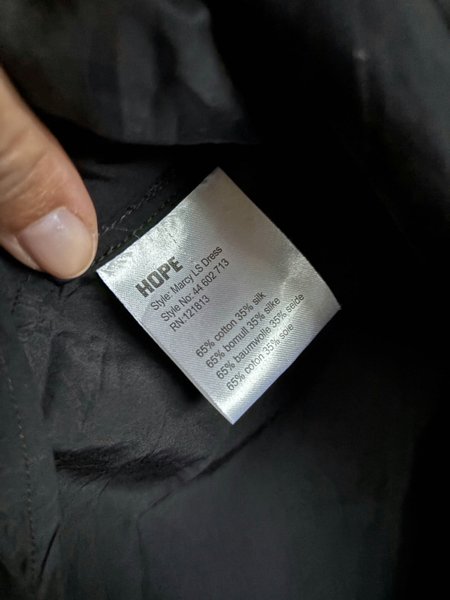 HOPE
Style: Marcy LS Dress
Style No: 44 602 713
RN:121813
65% cotton 35% silk
65% bomull 35% silke
65% baumwolle 35% seide
65% coton 35% soie